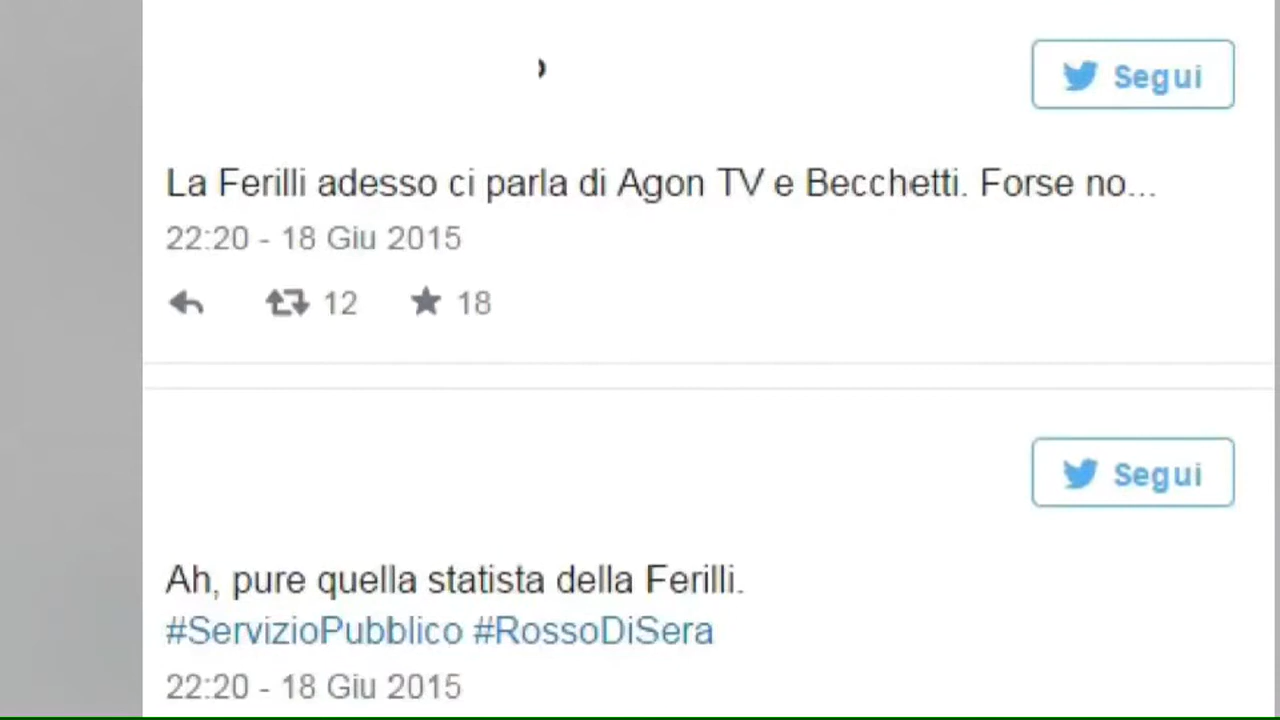 Segui
La Ferilli adesso ci parla di Agon TV e Becchetti. Forse no...
22:20 - 18 Giu 2015
12 18
Segui
Ah, pure quella statista della Ferilli.
#ServizioPubblico #RossoDiSera
22:20 - 18 Giu 2015